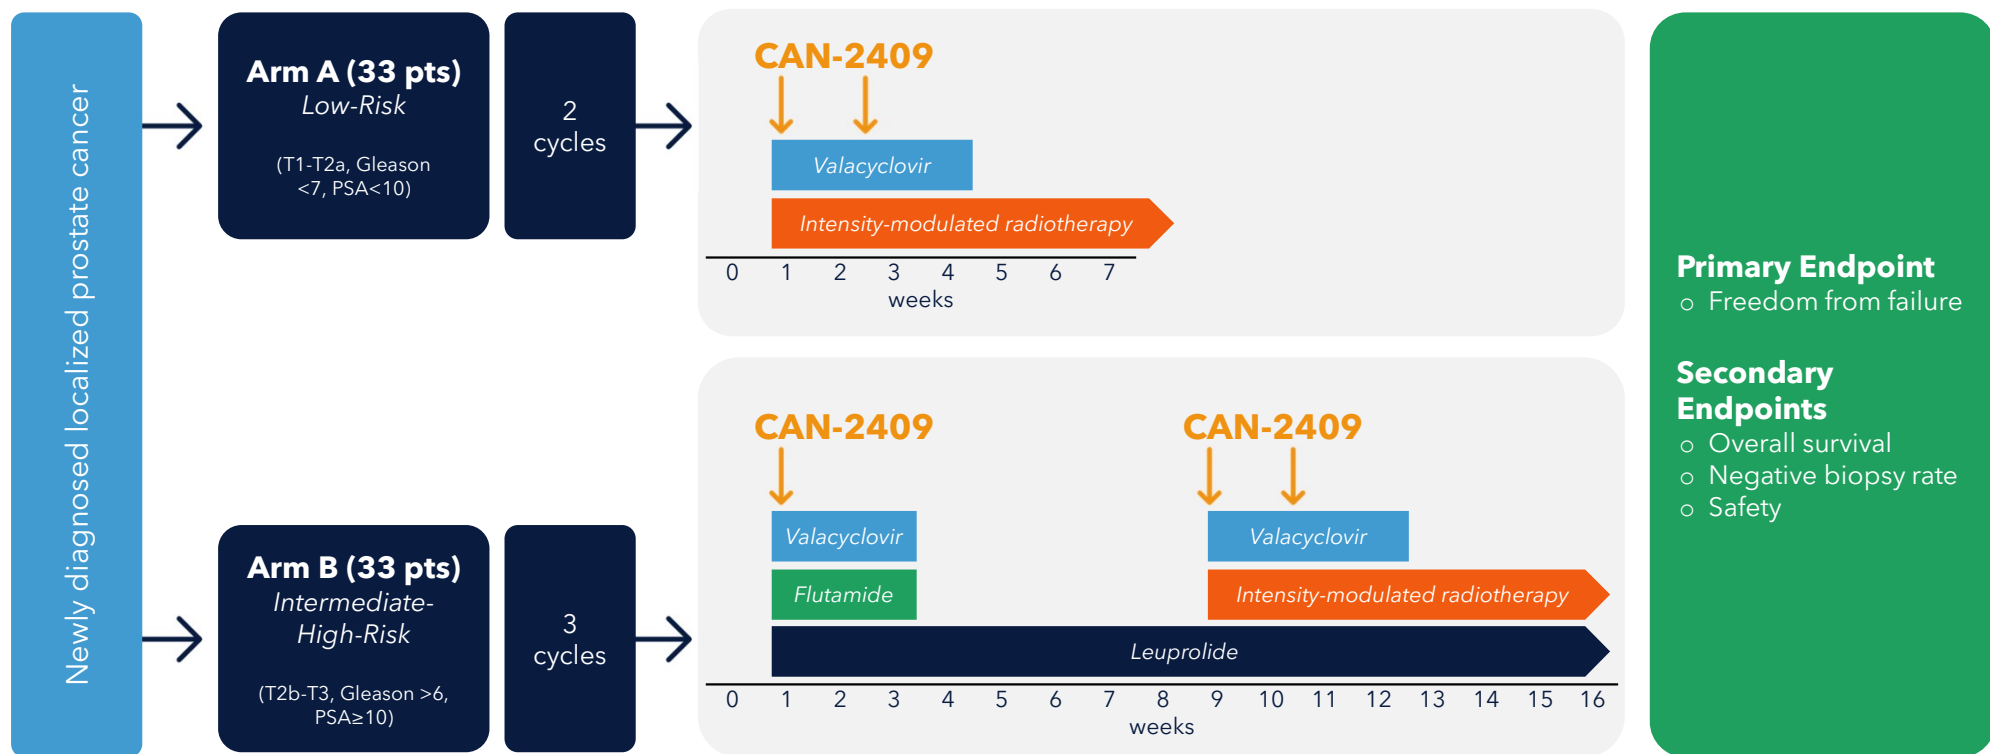 Newly diagnosed localized prostate cancer
Arm A (33 pts)
Low-Risk
(T1-T2a, Gleason
<7, PSA<10)
2
cycles
CAN-2409
Valacyclovir
Intensity-modulated radiotherapy
0 1 2 3 4 5 6 7
weeks
Arm B (33 pts)
Intermediate-
High-Risk
(T2b-T3, Gleason >6,
PSA≥10)
3
cycles
CAN-2409 CAN-2409
Valacyclovir Valacyclovir
Flutamide Intensity-modulated radiotherapy
Leuprolide
0 1 2 3 4 5 6 7 8 9 10 11 12 13 14 15 16
weeks
Primary Endpoint
○ Freedom from failure
Secondary
Endpoints
○ Overall survival
○ Negative biopsy rate
○ Safety